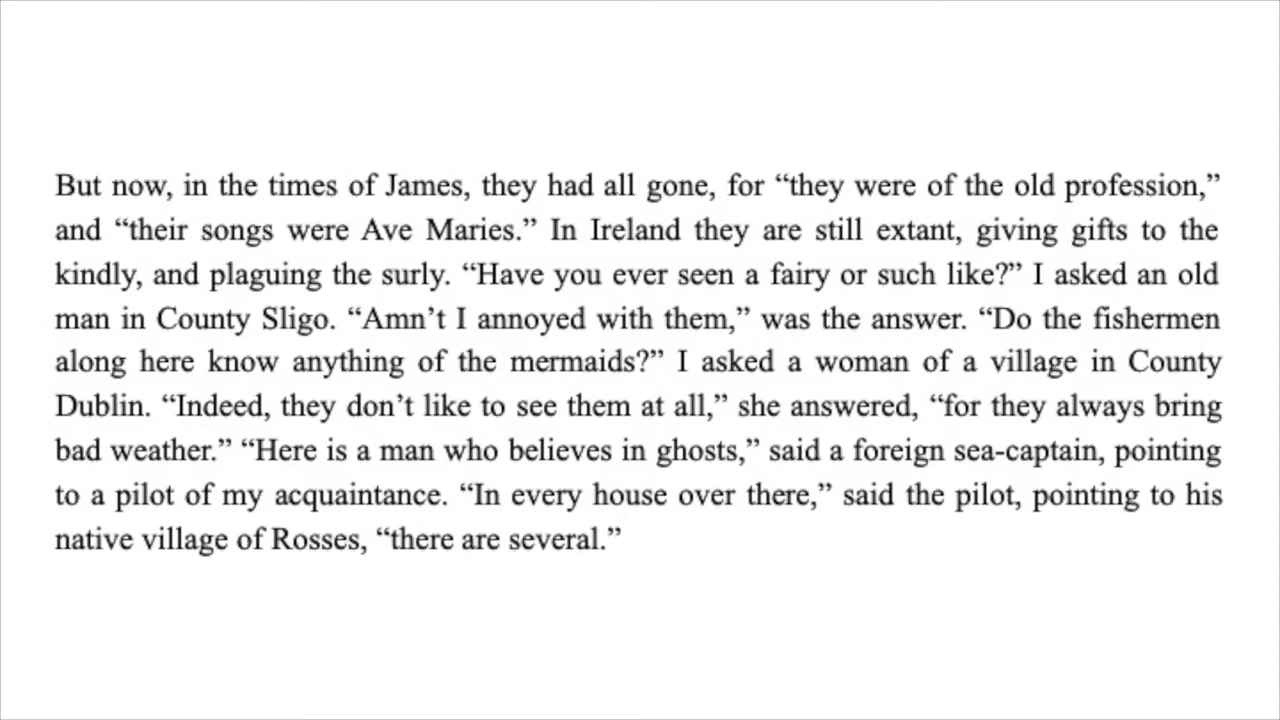 But now, in the times of James, they had all gone, for “they were of the old profession,”
and “their songs were Ave Maries.” In Ireland they are still extant, giving gifts to the
kindly, and plaguing the surly. “Have you ever seen a fairy or such like?” I asked an old
man in County Sligo. “Amn’t I annoyed with them,” was the answer. “Do the fishermen
along here know anything of the mermaids?” I asked a woman of a village in County
Dublin. “Indeed, they don’t like to see them at all,” she answered, “for they always bring
bad weather.” “Here is a man who believes in ghosts,” said a foreign sea-captain, pointing
to a pilot of my acquaintance. “In every house over there,” said the pilot, pointing to his
native village of Rosses, “there are several.”